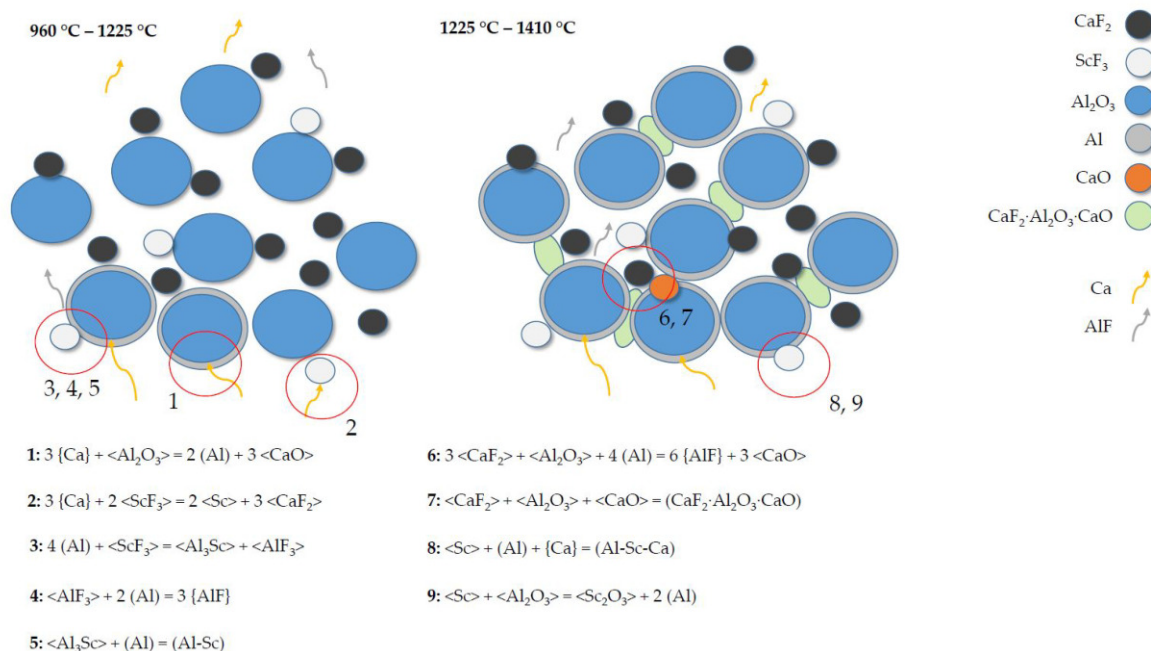 960 °C – 1225 °C
1225 °C – 1410 °C
CaF₂
ScF₃
Al₂O₃
Al
CaO
CaF₂·Al₂O₃·CaO
Ca
AlF
3, 4, 5
1
2
6, 7
8, 9
1: 3 {Ca} + <Al₂O₃> = 2 (Al) + 3 <CaO>
2: 3 {Ca} + 2 <ScF₃> = 2 <Sc> + 3 <CaF₂>
3: 4 (Al) + <ScF₃> = <Al₃Sc> + <AlF₃>
4: <AlF₃> + 2 (Al) = 3 {AlF}
5: <Al₃Sc> + (Al) = (Al-Sc)
6: 3 <CaF₂> + <Al₂O₃> + 4 (Al) = 6 {AlF} + 3 <CaO>
7: <CaF₂> + <Al₂O₃> + <CaO> = (CaF₂·Al₂O₃·CaO)
8: <Sc> + (Al) + {Ca} = (Al-Sc-Ca)
9: <Sc> + <Al₂O₃> = <Sc₂O₃> + 2 (Al)